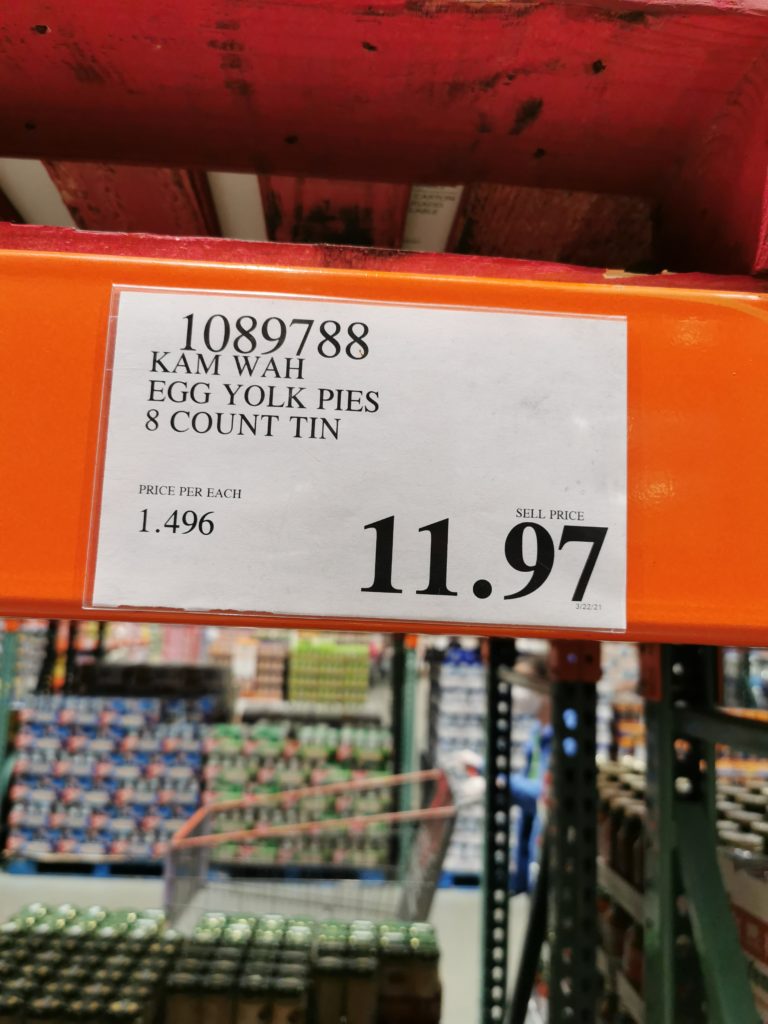 1089788
KAM WAH
EGG YOLK PIES
8 COUNT TIN
PRICE PER EACH
1.496
SELL PRICE
11.97
3/22/21